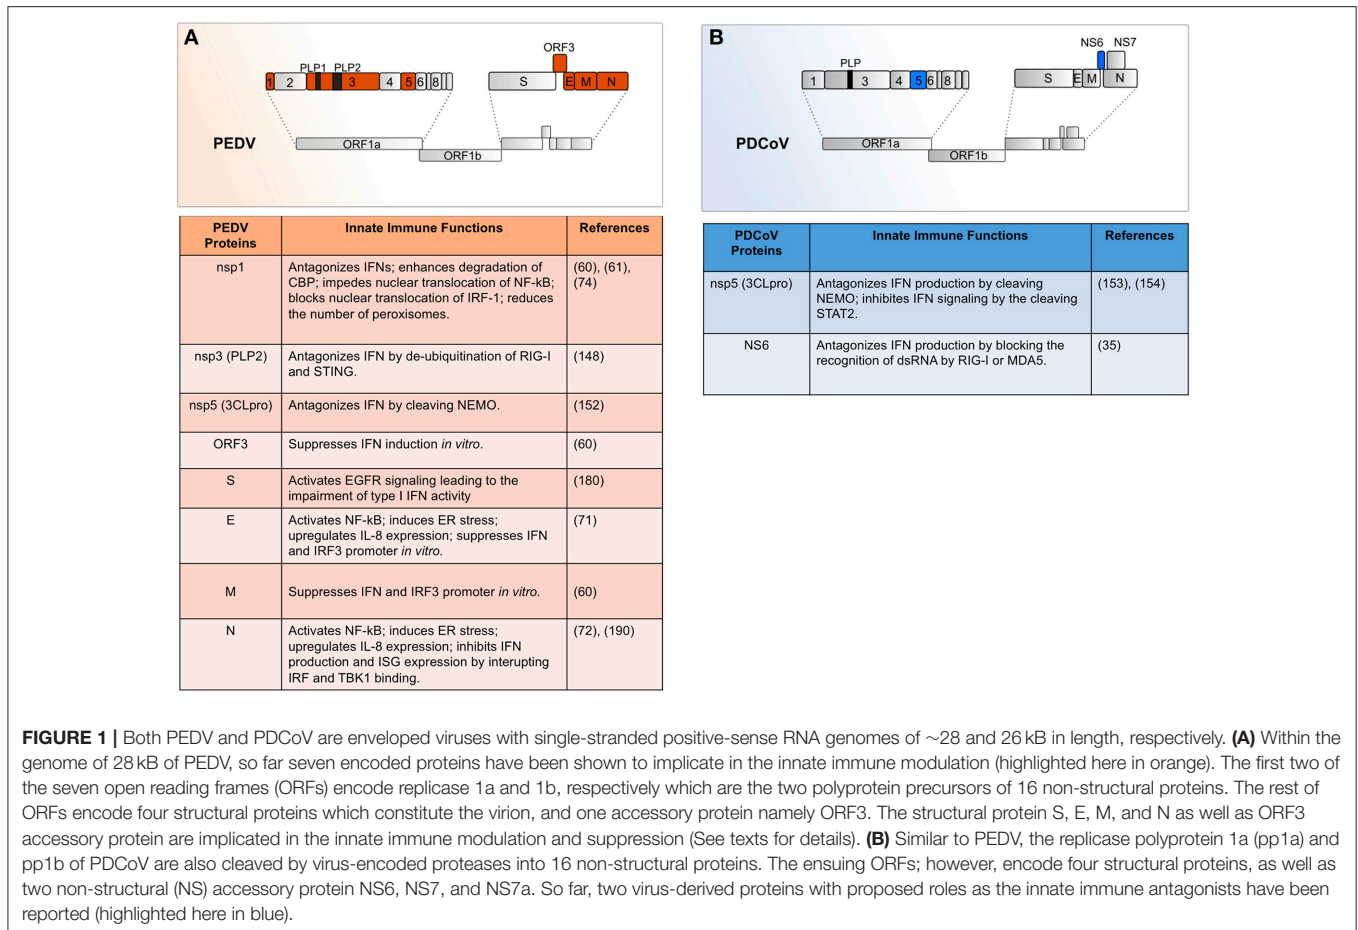 A
ORF3
PLP1 PLP2
1 2 3 4 5 6 8
S E M N
PEDV
ORF1a
ORF1b
PEDV Proteins Innate Immune Functions References
nsp1 Antagonizes IFNs; enhances degradation of (60), (61),
CBP; impedes nuclear translocation of NF-kB; (74)
blocks nuclear translocation of IRF-1; reduces
the number of peroxisomes.
nsp3 (PLP2) Antagonizes IFN by de-ubiquitination of RIG-I (148)
and STING.
nsp5 (3CLpro) Antagonizes IFN by cleaving NEMO. (152)
ORF3 Suppresses IFN induction in vitro. (60)
S Activates EGFR signaling leading to the (180)
impairment of type I IFN activity
E Activates NF-kB; induces ER stress; (71)
upregulates IL-8 expression; suppresses IFN
and IRF3 promoter in vitro.
M Suppresses IFN and IRF3 promoter in vitro. (60)
N Activates NF-kB; induces ER stress; (72), (190)
upregulates IL-8 expression; inhibits IFN
production and ISG expression by interupting
IRF and TBK1 binding.
B
NS6 NS7
PLP
1 3 4 5 6 8
S E M N
PDCoV
ORF1a
ORF1b
PDCoV Proteins Innate Immune Functions References
nsp5 (3CLpro) Antagonizes IFN production by cleaving (153), (154)
NEMO; inhibits IFN signaling by the cleaving
STAT2.
NS6 Antagonizes IFN production by blocking the (35)
recognition of dsRNA by RIG-I or MDA5.
FIGURE 1 | Both PEDV and PDCoV are enveloped viruses with single-stranded positive-sense RNA genomes of ~28 and 26 kB in length, respectively. (A) Within the
genome of 28 kB of PEDV, so far seven encoded proteins have been shown to implicate in the innate immune modulation (highlighted here in orange). The first two of
the seven open reading frames (ORFs) encode replicase 1a and 1b, respectively which are the two polyprotein precursors of 16 non-structural proteins. The rest of
ORFs encode four structural proteins which constitute the virion, and one accessory protein namely ORF3. The structural protein S, E, M, and N as well as ORF3
accessory protein are implicated in the innate immune modulation and suppression (See texts for details). (B) Similar to PEDV, the replicase polyprotein 1a (pp1a) and
pp1b of PDCoV are also cleaved by virus-encoded proteases into 16 non-structural proteins. The ensuing ORFs; however, encode four structural proteins, as well as
two non-structural (NS) accessory protein NS6, NS7, and NS7a. So far, two virus-derived proteins with proposed roles as the innate immune antagonists have been
reported (highlighted here in blue).